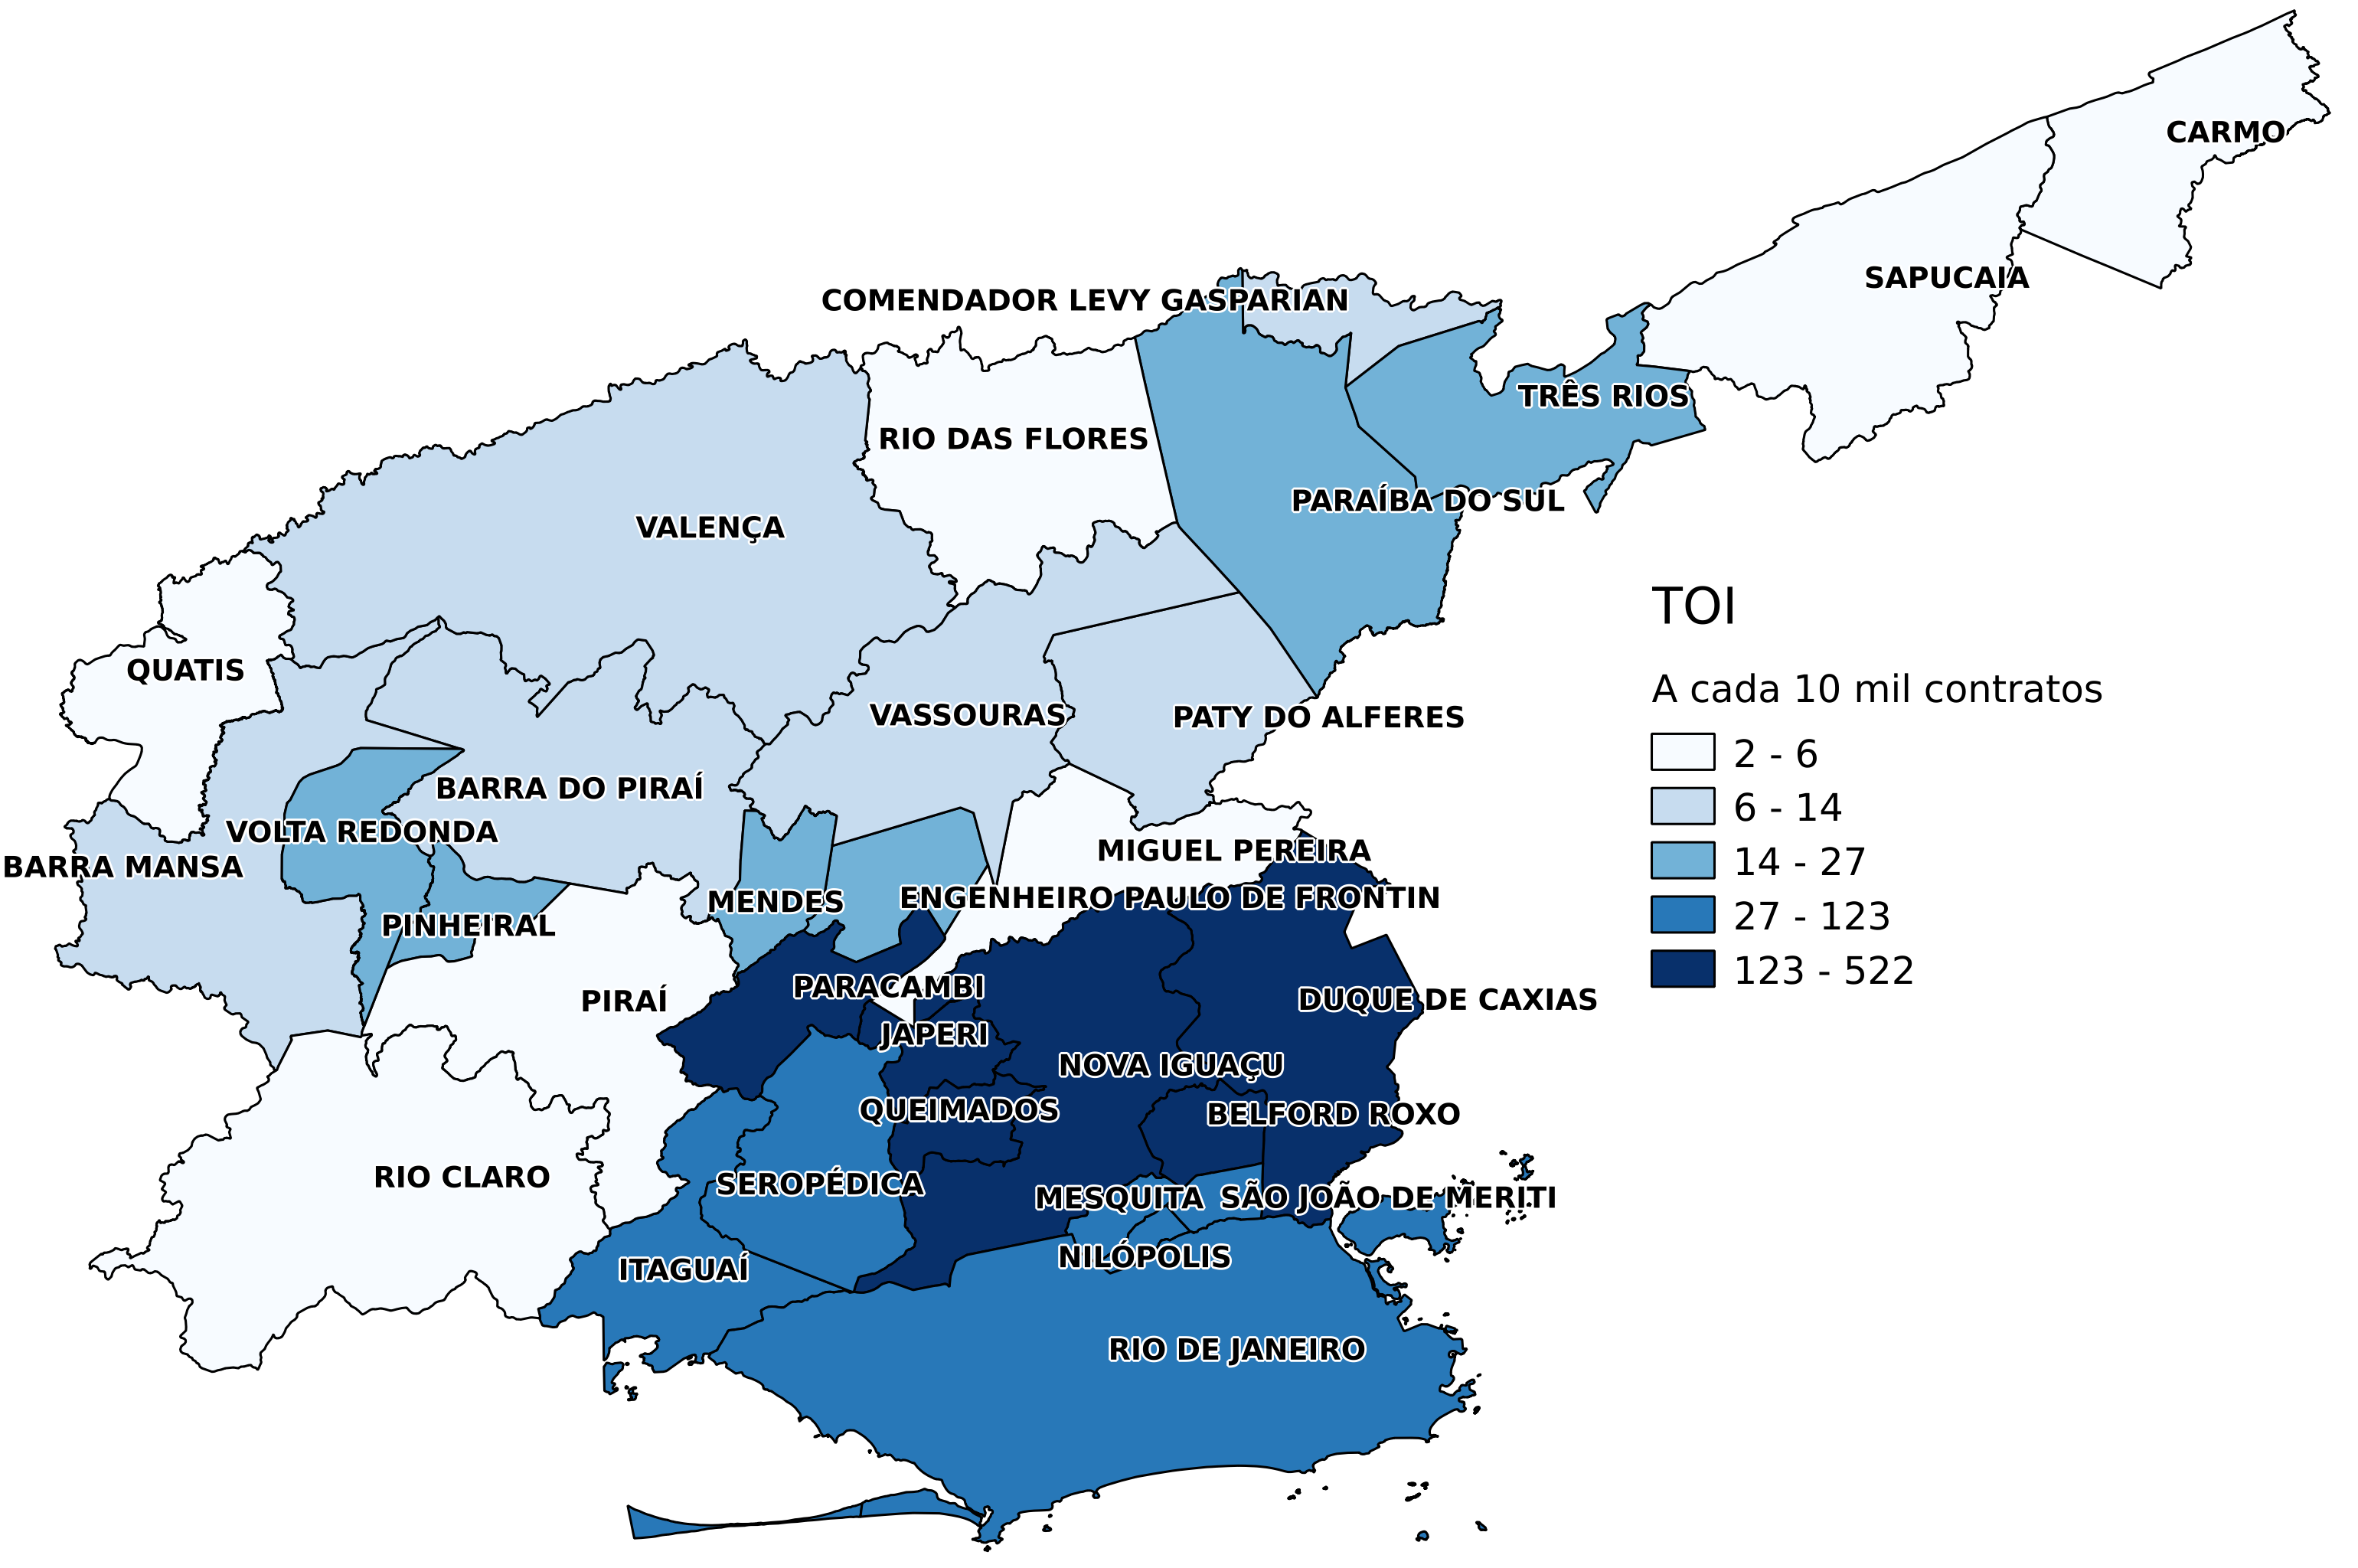 CARMO
SAPUCAIA
COMENDADOR LEVY GASPARIAN
TRÊS RIOS
RIO DAS FLORES
PARAÍBA DO SUL
VALENÇA
TOI
QUATIS
A cada 10 mil contratos
VASSOURAS
PATY DO ALFERES
2 - 6
BARRA DO PIRAÍ
6 - 14
VOLTA REDONDA
MIGUEL PEREIRA
14 - 27
BARRA MANSA
MENDES
ENGENHEIRO PAULO DE FRONTIN
27 - 123
PINHEIRAL
123 - 522
PARACAMBI
PIRAÍ
DUQUE DE CAXIAS
JAPERI
NOVA IGUAÇU
QUEIMADOS
BELFORD ROXO
RIO CLARO
SEROPÉDICA
MESQUITA
SÃO JOÃO DE MERITI
NILÓPOLIS
ITAGUAÍ
RIO DE JANEIRO